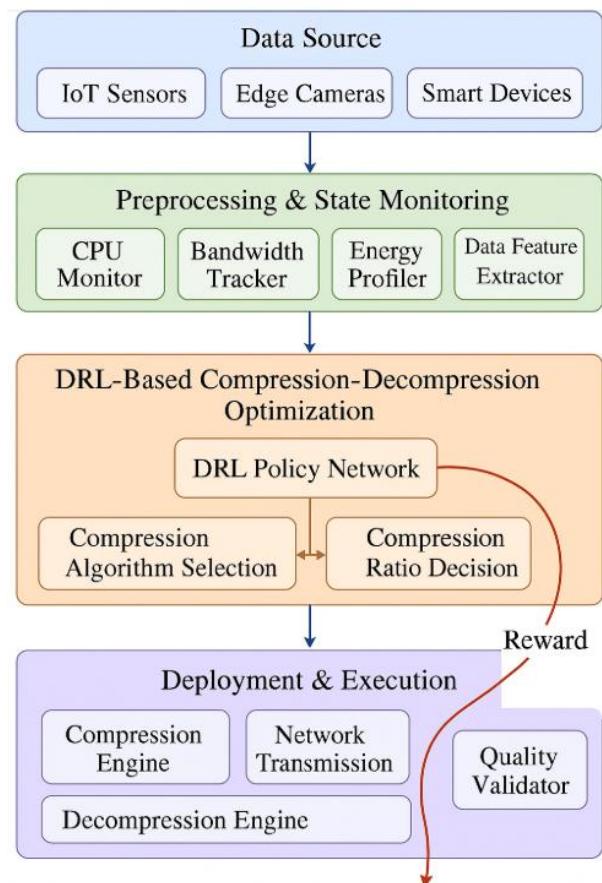 Data Source
IoT Sensors
Edge Cameras
Smart Devices
Preprocessing & State Monitoring
CPU
Monitor
Bandwidth
Tracker
Energy
Profiler
Data Feature
Extractor
DRL-Based Compression-Decompression
Optimization
DRL Policy Network
Compression
Algorithm Selection
Compression
Ratio Decision
Reward
Deployment & Execution
Compression
Engine
Network
Transmission
Quality
Validator
Decompression Engine